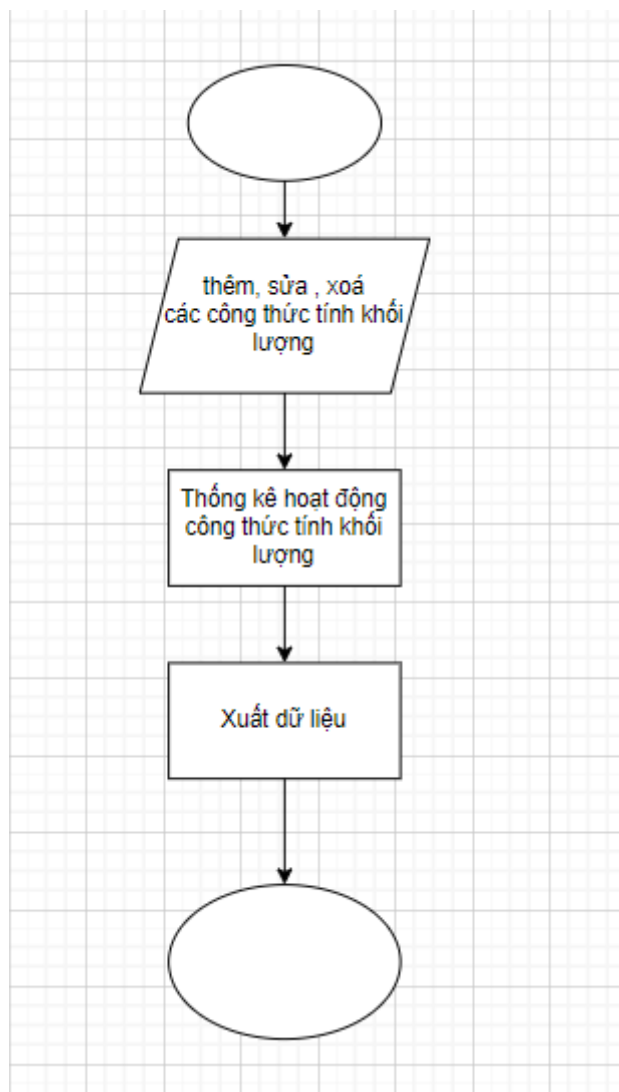 thêm, sửa , xoá
các công thức tính khối
lượng
Thống kê hoạt động
công thức tính khối
lượng
Xuất dữ liệu